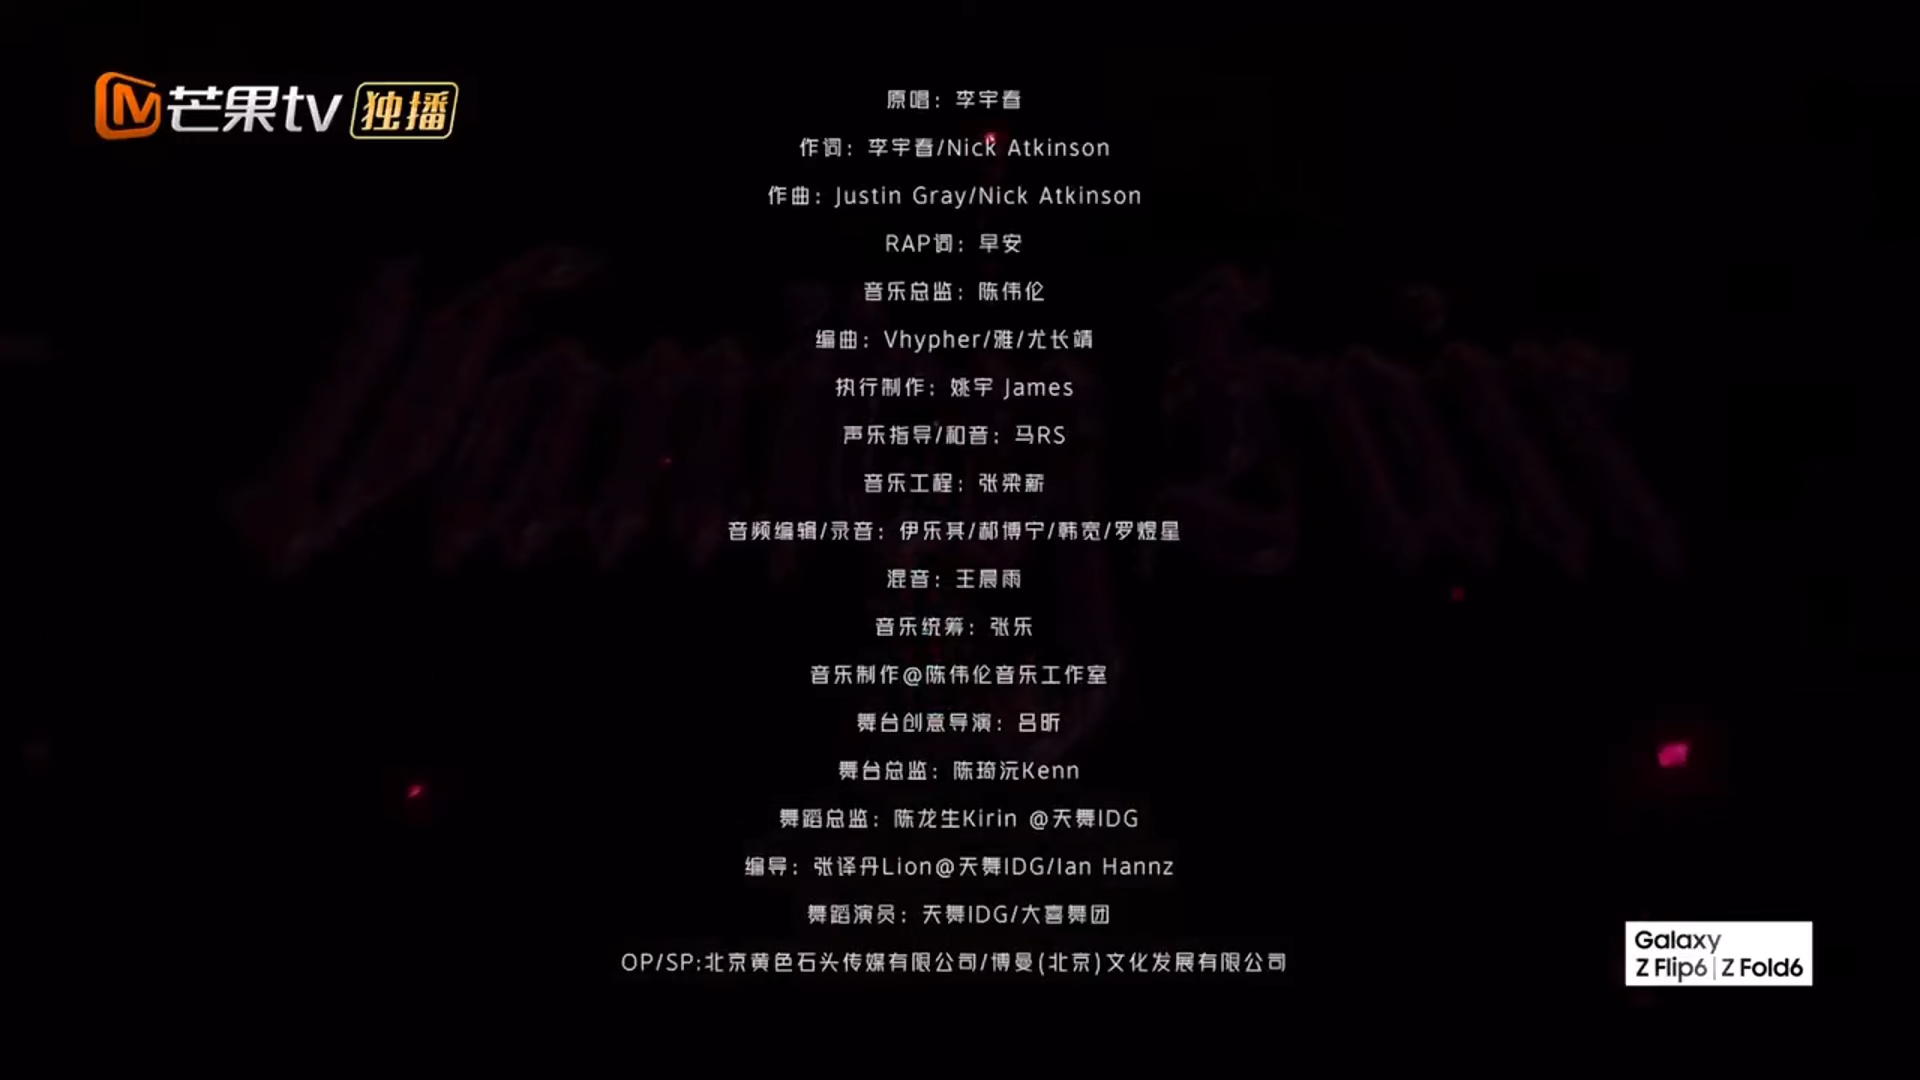 芒果tv 独播
原唱：李宇春
作词：李宇春/Nick Atkinson
作曲：Justin Gray/Nick Atkinson
RAP词：早安
音乐总监：陈伟伦
编曲：Vhypher/雅/尤长靖
执行制作：姚宇 James
声乐指导/和音：马RS
音乐工程：张梁薪
音频编辑/录音：伊乐其/郝博宁/韩宽/罗煜星
混音：王晨雨
音乐统筹：张乐
音乐制作@陈伟伦音乐工作室
舞台创意导演：吕昕
舞台总监：陈琦沅Kenn
舞蹈总监：陈龙生Kirin @天舞IDG
编导：张译丹Lion@天舞IDG/Ian Hannz
舞蹈演员：天舞IDG/大喜舞团
OP/SP:北京黄色石头传媒有限公司/博曼(北京)文化发展有限公司
Galaxy
Z Flip6|Z Fold6